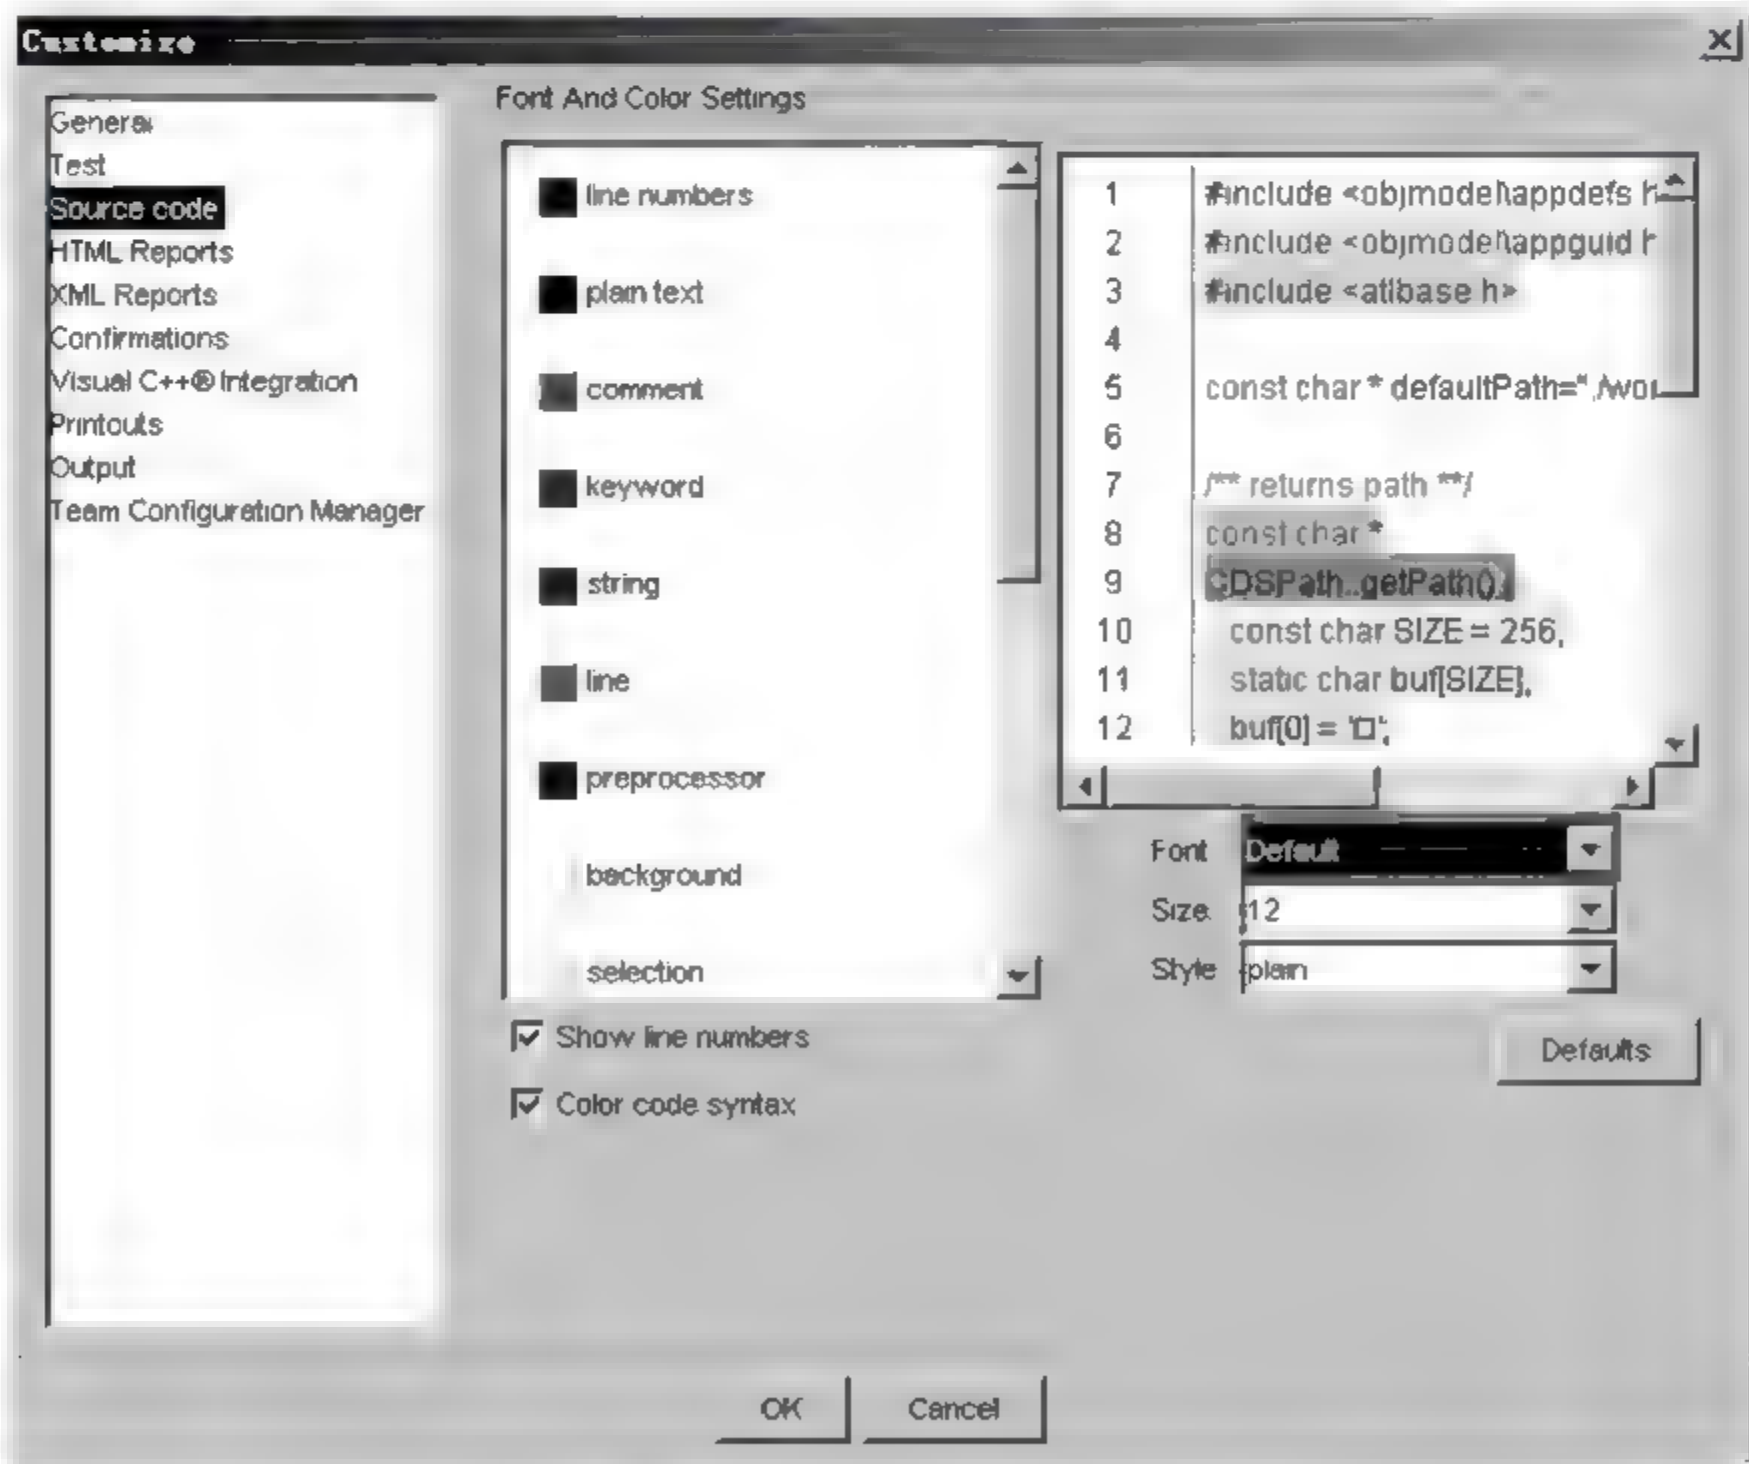 Customize
General
Test
Source code
HTML Reports
XML Reports
Confirmations
Visual C++® Integration
Printouts
Output
Team Configuration Manager
Font And Color Settings
line numbers
plain text
comment
keyword
string
line
preprocessor
background
selection
Show line numbers
Color code syntax
1 #include <objmodel\appdefs h
2 #include <objmodel\appguid h
3 #include <atlbase h>
4
5 const char * defaultPath="./wor
6
7 /** returns path **/
8 const char *
9 CDSPath..getPath()
10 const char SIZE = 256,
11 static char buf[SIZE],
12 buf[0] = '□';
Font Default
Size 12
Style plain
Defaults
OK Cancel